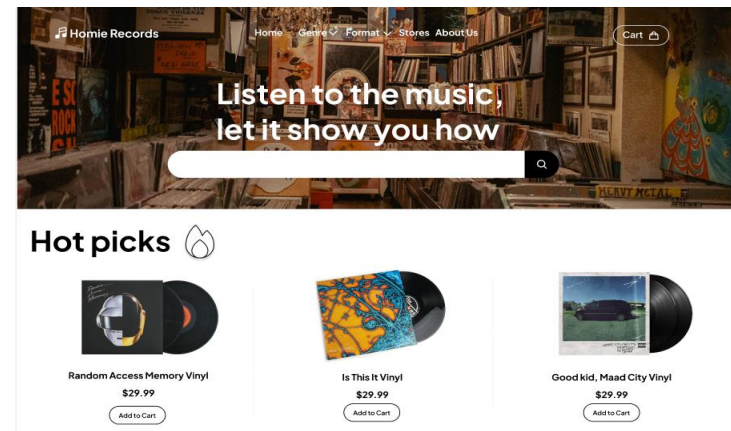 Homie Records
Home Genre Format Stores About Us
Cart
Listen to the music,
let it show you how
HEAVY METAL
Hot picks
Random Access Memory Vinyl
Is This It Vinyl
Good kid, Maad City Vinyl
$29.99
$29.99
$29.99
Add to Cart
Add to Cart
Add to Cart